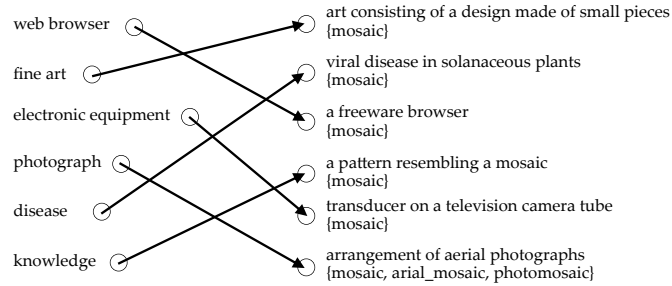 web browser
fine art
electronic equipment
photograph
disease
knowledge
art consisting of a design made of small pieces
{mosaic}
viral disease in solanaceous plants
{mosaic}
a freeware browser
{mosaic}
a pattern resembling a mosaic
{mosaic}
transducer on a television camera tube
{mosaic}
arrangement of aerial photographs
{mosaic, arial_mosaic, photomosaic}